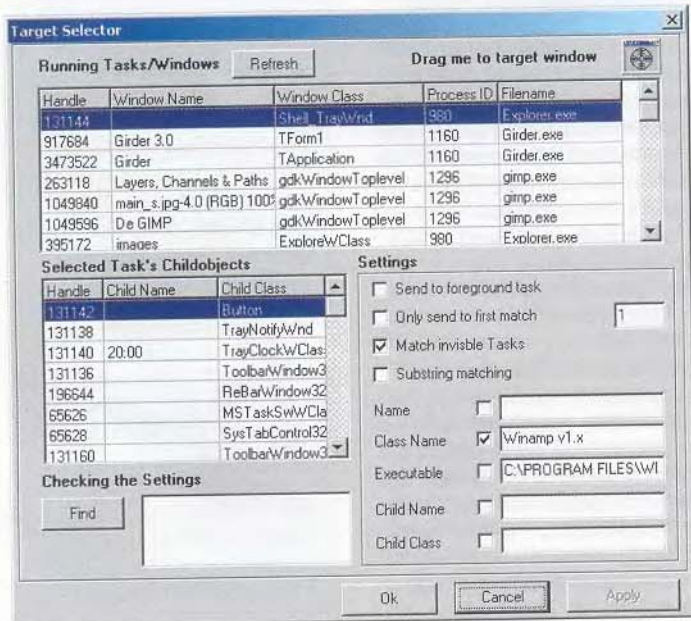 Target Selector
Running Tasks/Windows Refresh Drag me to target window
Handle Window Name Window Class Process ID Filename
131144 Shell_TrayWnd 980 Explorer.exe
917684 Girder 3.0 TForm1 1160 Girder.exe
3473522 Girder TApplication 1160 Girder.exe
263118 Layers, Channels & Paths gdkWindowToplevel 1296 gimp.exe
1049840 main_s.jpg-4.0 (RGB) 100% gdkWindowToplevel 1296 gimp.exe
1049596 De GIMP gdkWindowToplevel 1296 gimp.exe
395172 images ExploreWClass 980 Explorer.exe
Selected Task's Childobjects
Handle Child Name Child Class
131142 Button
131138 TrayNotifyWnd
131140 20:00 TrayClockWClas
131136 ToolbarWindow3
196644 ReBarWindow32
65626 MSTaskSwWCla
65628 SysTabControl32
131160 ToolbarWindow3
Checking the Settings
Find
Settings
Send to foreground task
Only send to first match 1
Match invisble Tasks
Substring matching
Name
Class Name Winamp v1.x
Executable C:\PROGRAM FILES\WI
Child Name
Child Class
Ok Cancel Apply